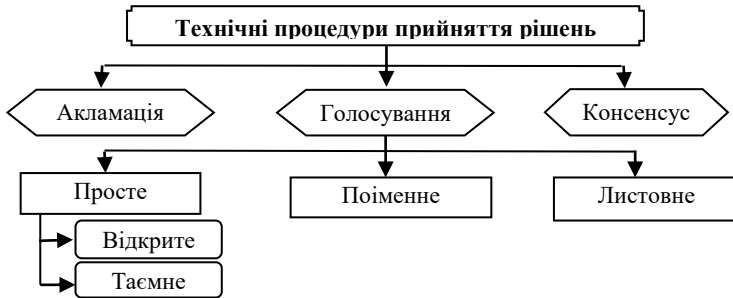 Технічні процедури прийняття рішень
Акламація
Голосування
Консенсус
Просте
Поіменне
Листовне
Відкрите
Таємне